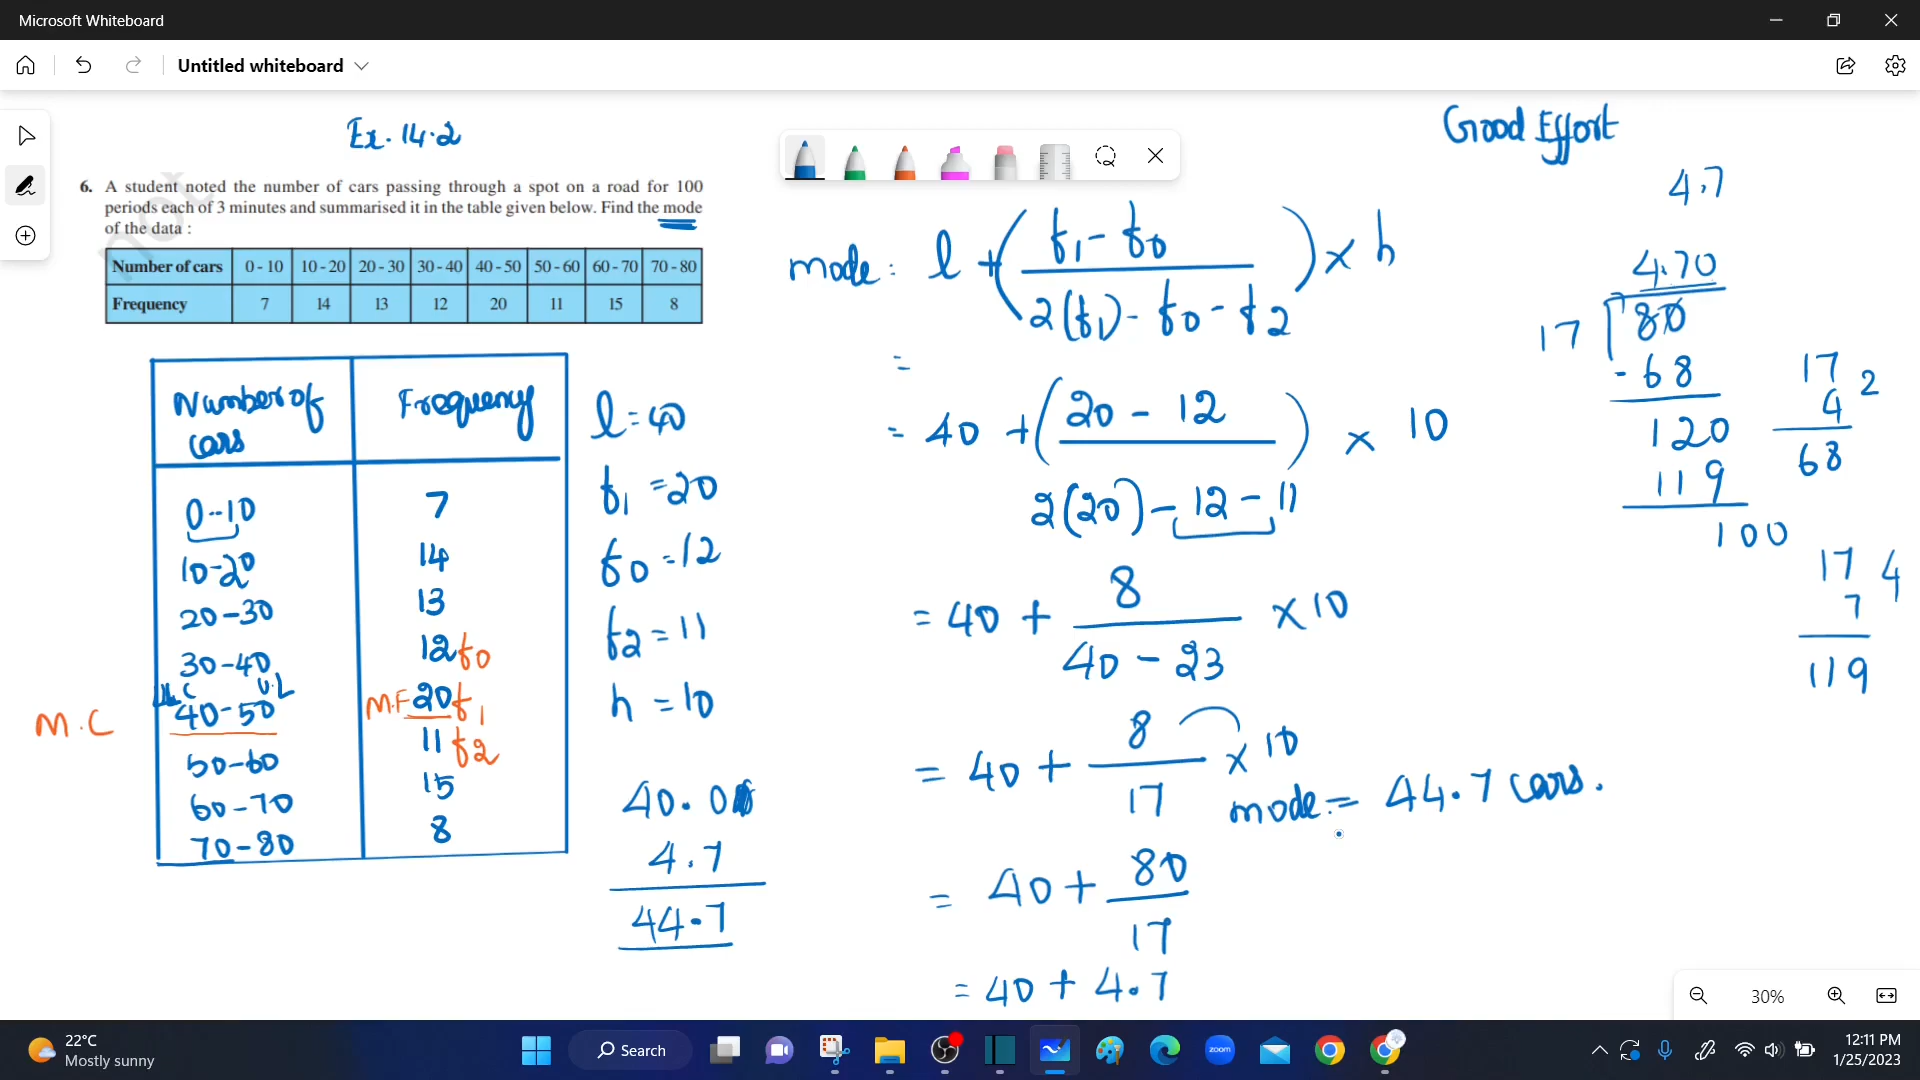 Microsoft Whiteboard
Untitled whiteboard
Ex. 14.2
Good Effort
6. A student noted the number of cars passing through a spot on a road for 100
periods each of 3 minutes and summarised it in the table given below. Find the mode
of the data :
not
Number of cars 0 - 10 10 - 20 20 - 30 30 - 40 40 - 50 50 - 60 60 - 70 70 - 80
Frequency 7 14 13 12 20 11 15 8
Number of cars Frequency
0--10 7
10-20 14
20-30 13
30-40 12 f0
L C U.L
M.C 40-50 M.F 20 f1
50-60 11 f2
60-70 15
70-80 8
l = 40
f1 = 20
f0 = 12
f2 = 11
h = 10
40.0
4.7
44.7
mode: l + ( f1 - f0 / 2(f1) - f0 - f2 ) × h
=
= 40 + ( 20 - 12 / 2(20) - 12 - 11 ) × 10
= 40 + 8 / 40 - 23 × 10
= 40 + 8 / 17 × 10
mode := 44.7 cars.
= 40 + 80 / 17
= 40 + 4.7
4.7
4.70
17 80
- 68
120
119
100
17 2
4
68
17 4
7
119
30%
22°C
Mostly sunny
Search
zoom
12:11 PM
1/25/2023